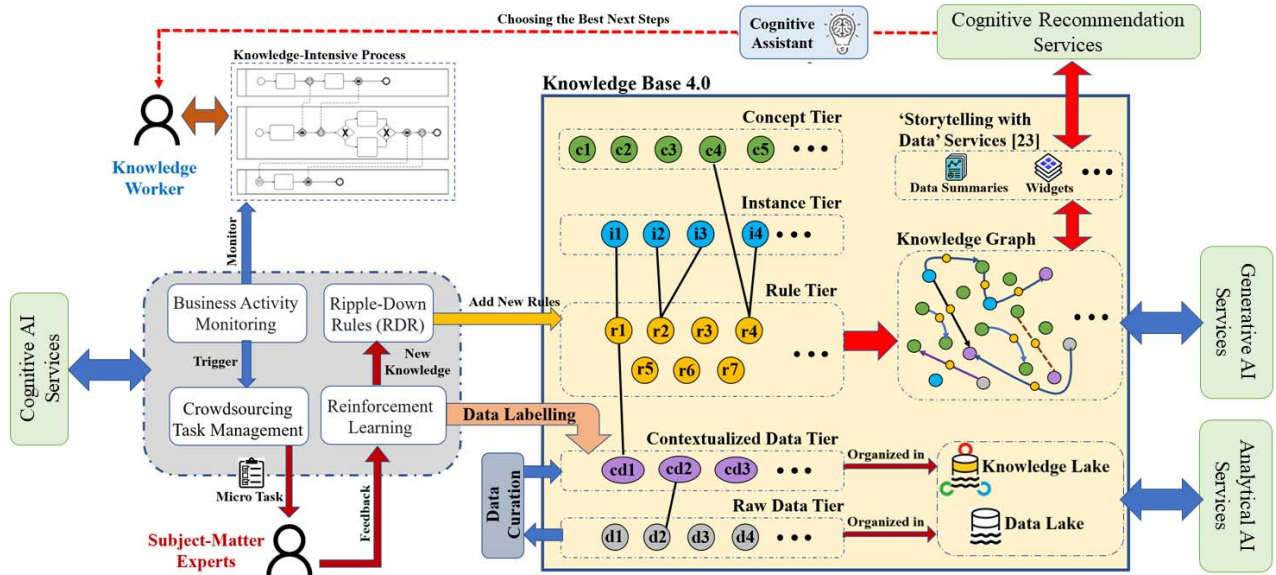 Choosing the Best Next Steps
Cognitive
Assistant
Cognitive Recommendation
Services
Knowledge-Intensive Process
Knowledge
Worker
Knowledge Base 4.0
Concept Tier
c1 c2 c3 c4 c5
'Storytelling with
Data' Services [23]
Data Summaries
Widgets
Instance Tier
i1 i2 i3 i4
Knowledge Graph
Monitor
Business Activity
Monitoring
Ripple-Down
Rules (RDR)
Add New Rules
Rule Tier
r1 r2 r3 r4
r5 r6 r7
Cognitive AI
Services
Generative AI
Services
Trigger
New
Knowledge
Crowdsourcing
Task Management
Reinforcement
Learning
Data Labelling
Contextualized Data Tier
cd1 cd2 cd3
Organized in
Knowledge Lake
Analytical AI
Services
Micro Task
Feedback
Data
Curation
Raw Data Tier
d1 d2 d3 d4
Organized in
Data Lake
Subject-Matter
Experts